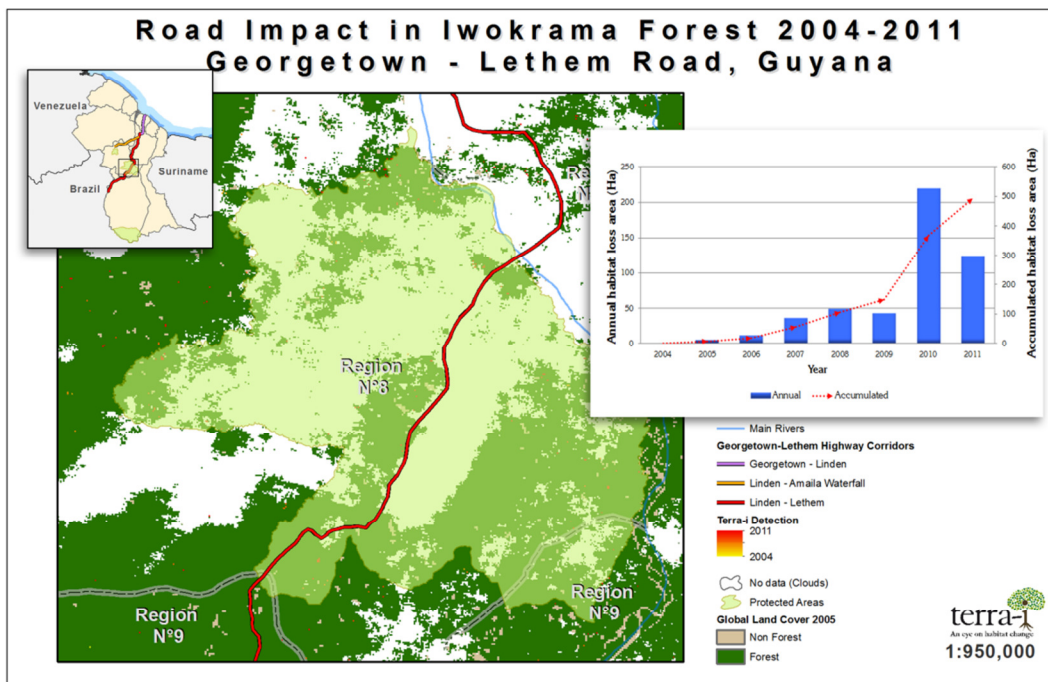 Road Impact in Iwokrama Forest 2004-2011
Georgetown - Lethem Road, Guyana
Venezuela
Suriname
Brazil
Region
Nº8
Region
Nº9
Region
Nº9
250
200
150
100
50
0
Annual habitat loss area (Ha)
600
500
400
300
200
100
0
Accumulated habitat loss area (Ha)
2004 2005 2006 2007 2008 2009 2010 2011
Year
Annual Accumulated
Main Rivers
Georgetown-Lethem Highway Corridors
Georgetown - Linden
Linden - Amaila Waterfall
Linden - Lethem
Terra-i Detection
2011
2004
No data (Clouds)
Protected Areas
Global Land Cover 2005
Non Forest
Forest
terra-i
An eye on habitat change
1:950,000